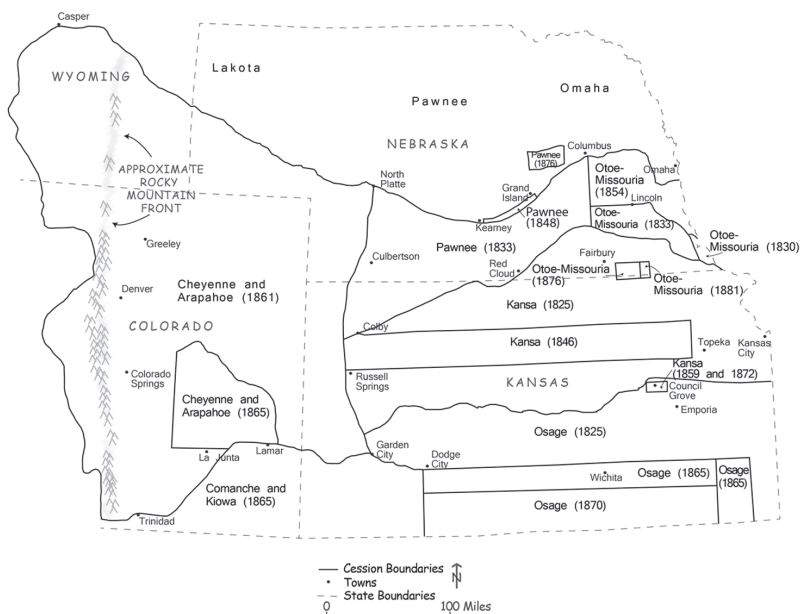 Casper
WYOMING
Lakota
Pawnee
Omaha
NEBRASKA
APPROXIMATE
ROCKY
MOUNTAIN
FRONT
North
Platte
Pawnee
(1876)
Columbus
Omaha
Otoe-
Missouria
(1854)
Grand
Island
Lincoln
Pawnee
(1848)
Otoe-
Missouria (1833)
Kearney
Otoe-
Missouria (1830)
Greeley
Culbertson
Pawnee (1833)
Red
Cloud
Fairbury
Otoe-Missouria
(1876)
Otoe-
Missouria (1881)
Cheyenne and
Arapahoe (1861)
Denver
Kansa (1825)
COLORADO
Colby
Kansa (1846)
Topeka
Kansas
City
Colorado
Springs
Russell
Springs
KANSAS
Kansa
(1859 and 1872)
Council
Grove
Cheyenne and
Arapahoe (1865)
Emporia
Osage (1825)
La Junta
Lamar
Garden
City
Dodge
City
Wichita
Osage (1865)
Osage
(1865)
Comanche and
Kiowa (1865)
Osage (1870)
Trinidad
Cession Boundaries
Towns
State Boundaries
N
0 100 Miles